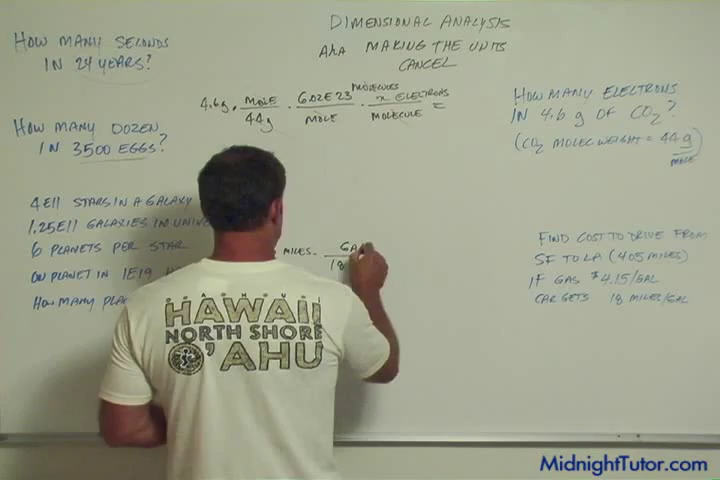 DIMENSIONAL ANALYSIS
AKA MAKING THE UNITS
CANCEL
HOW MANY SECONDS
IN 24 YEARS?
HOW MANY DOZEN
IN 3500 EGGS?
4E11 STARS IN A GALAXY
1.25E11 GALAXIES IN UNIV
6 PLANETS PER STAR
PLANET IN 1E19
HOW MANY
4.6g · MOLE/44g · 6.02E23 MOLECULES/MOLE · x ELECTRONS/MOLECULE =
MILES · GA/18
HOW MANY ELECTRONS
IN 4.6 g OF CO2?
(CO2 MOLEC WEIGHT = 44 g/MOLE)
FIND COST TO DRIVE FROM
SF TO LA (405 MILES)
IF GAS $4.15/GAL
CAR GETS 18 MILES/GAL
HAWAII
NORTH SHORE
O'AHU
MidnightTutor.com